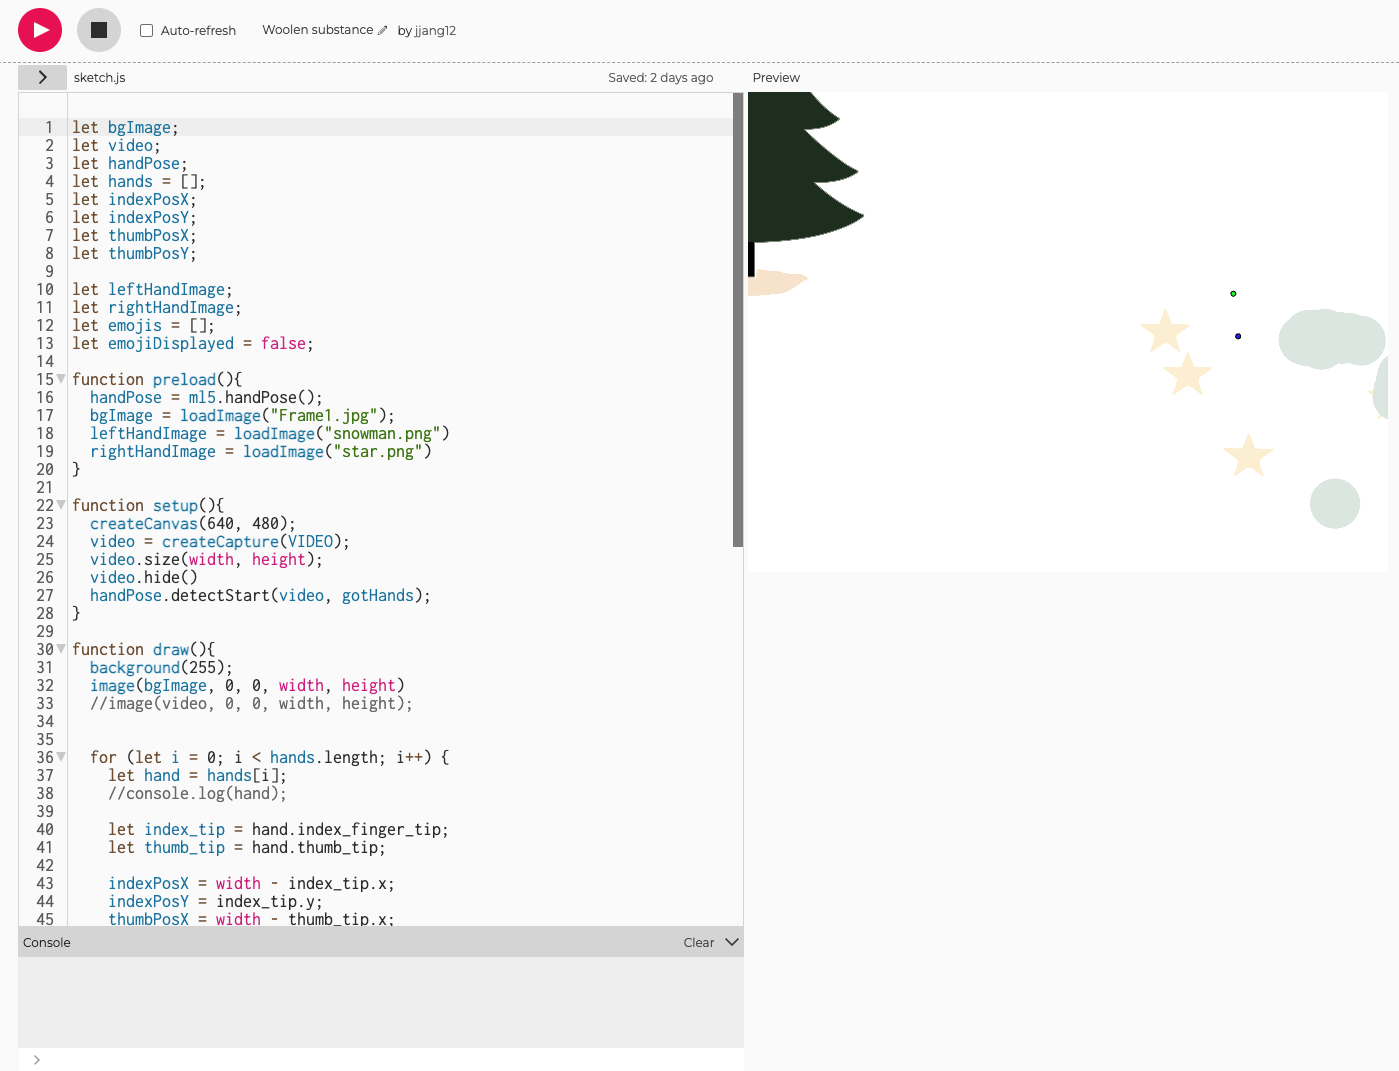 Auto-refresh Woolen substance by jjang12
sketch.js Saved: 2 days ago Preview
1 let bgImage;
2 let video;
3 let handPose;
4 let hands = [];
5 let indexPosX;
6 let indexPosY;
7 let thumbPosX;
8 let thumbPosY;
9
10 let leftHandImage;
11 let rightHandImage;
12 let emojis = [];
13 let emojiDisplayed = false;
14
15 function preload(){
16   handPose = ml5.handPose();
17   bgImage = loadImage("Frame1.jpg");
18   leftHandImage = loadImage("snowman.png")
19   rightHandImage = loadImage("star.png")
20 }
21
22 function setup(){
23   createCanvas(640, 480);
24   video = createCapture(VIDEO);
25   video.size(width, height);
26   video.hide()
27   handPose.detectStart(video, gotHands);
28 }
29
30 function draw(){
31   background(255);
32   image(bgImage, 0, 0, width, height)
33   //image(video, 0, 0, width, height);
34
35
36   for (let i = 0; i < hands.length; i++) {
37     let hand = hands[i];
38     //console.log(hand);
39
40     let index_tip = hand.index_finger_tip;
41     let thumb_tip = hand.thumb_tip;
42
43     indexPosX = width - index_tip.x;
44     indexPosY = index_tip.y;
45     thumbPosX = width - thumb_tip.x;
Console Clear